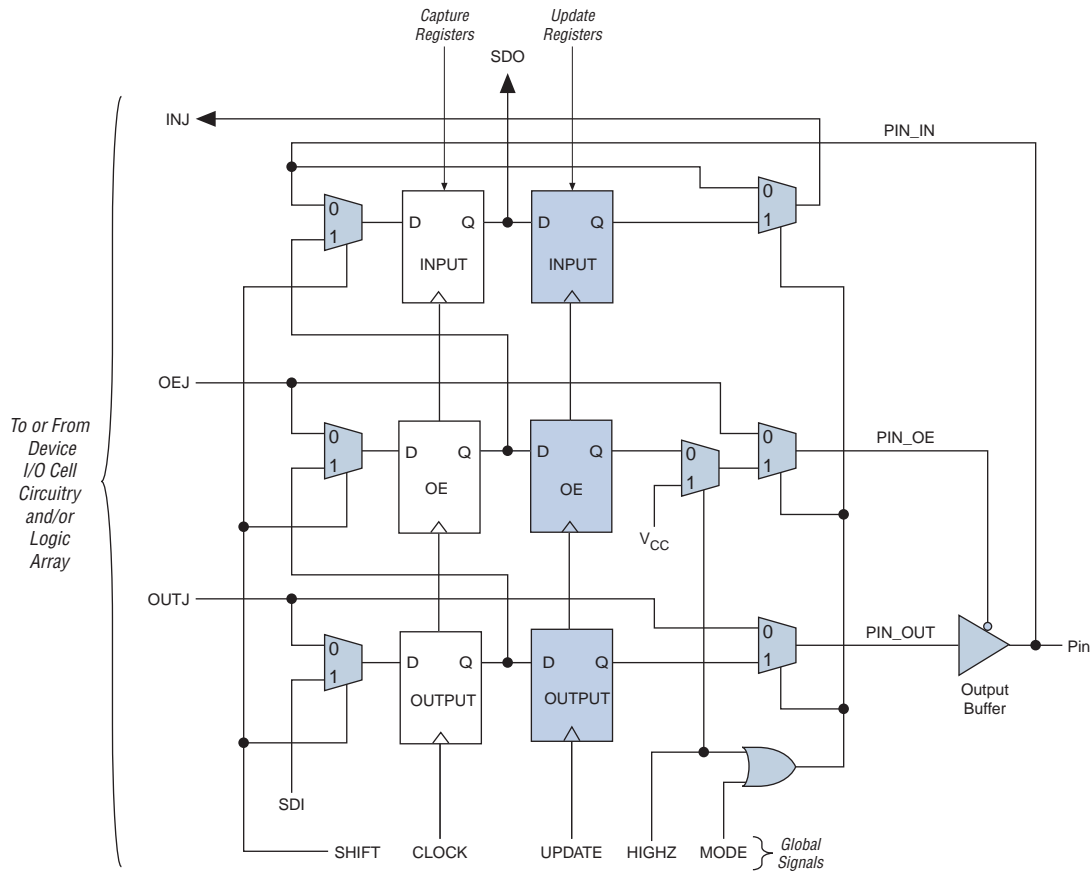 Capture
Registers
Update
Registers
SDO
INJ
PIN_IN
0
1
D Q
INPUT
D Q
INPUT
0
1
OEJ
To or From
Device
I/O Cell
Circuitry
and/or
Logic
Array
0
1
D Q
OE
D Q
OE
0
1
VCC
0
1
PIN_OE
OUTJ
0
1
D Q
OUTPUT
D Q
OUTPUT
0
1
PIN_OUT
Pin
Output
Buffer
SDI
SHIFT
CLOCK
UPDATE
HIGHZ
MODE
Global
Signals